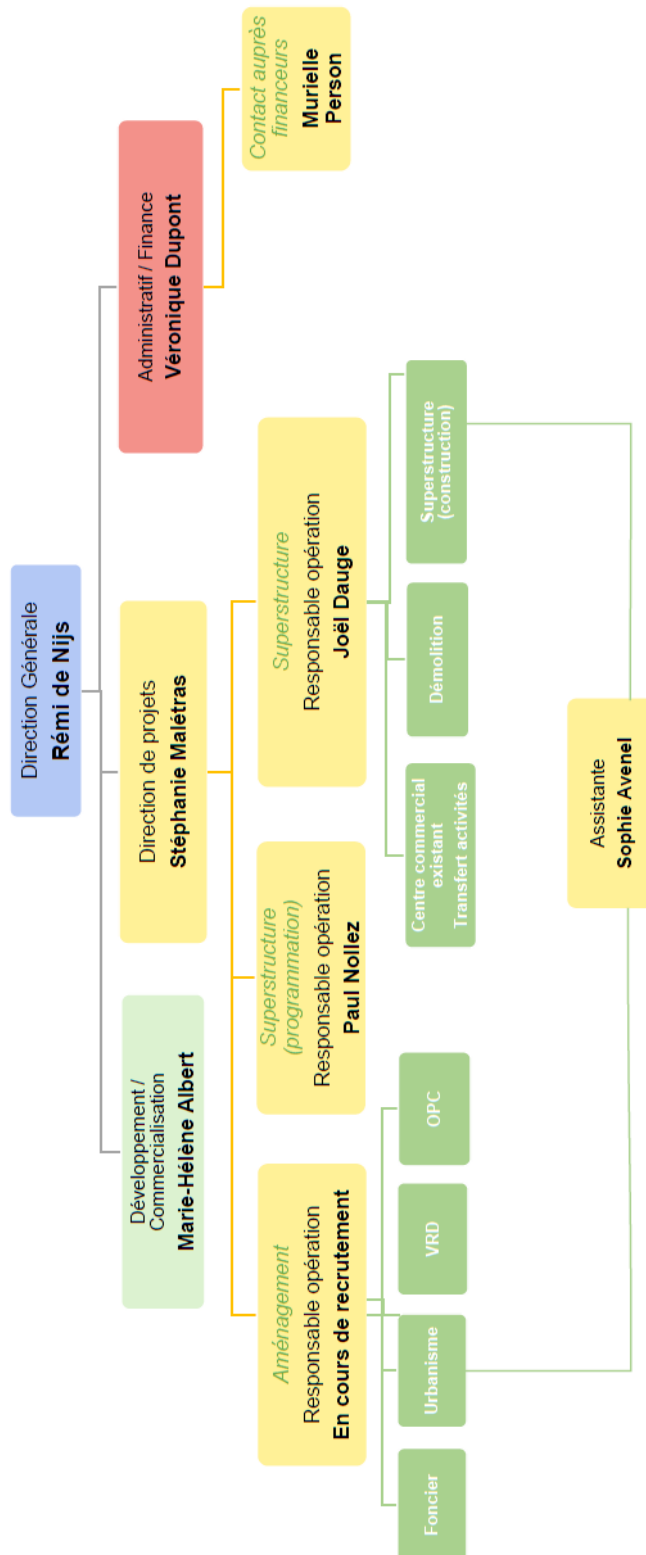 Direction Générale
Rémi de Nijs
Développement /
Commercialisation
Marie-Hélène Albert
Direction de projets
Stéphanie Malétras
Administratif / Finance
Véronique Dupont
Aménagement
Responsable opération
En cours de recrutement
Superstructure
(programmation)
Responsable opération
Paul Nollez
Superstructure
Responsable opération
Joël Dauge
Contact auprès
financeurs
Murielle
Person
Foncier
Urbanisme
VRD
OPC
Centre commercial
existant
Transfert activités
Démolition
Superstructure
(construction)
Assistante
Sophie Avenel